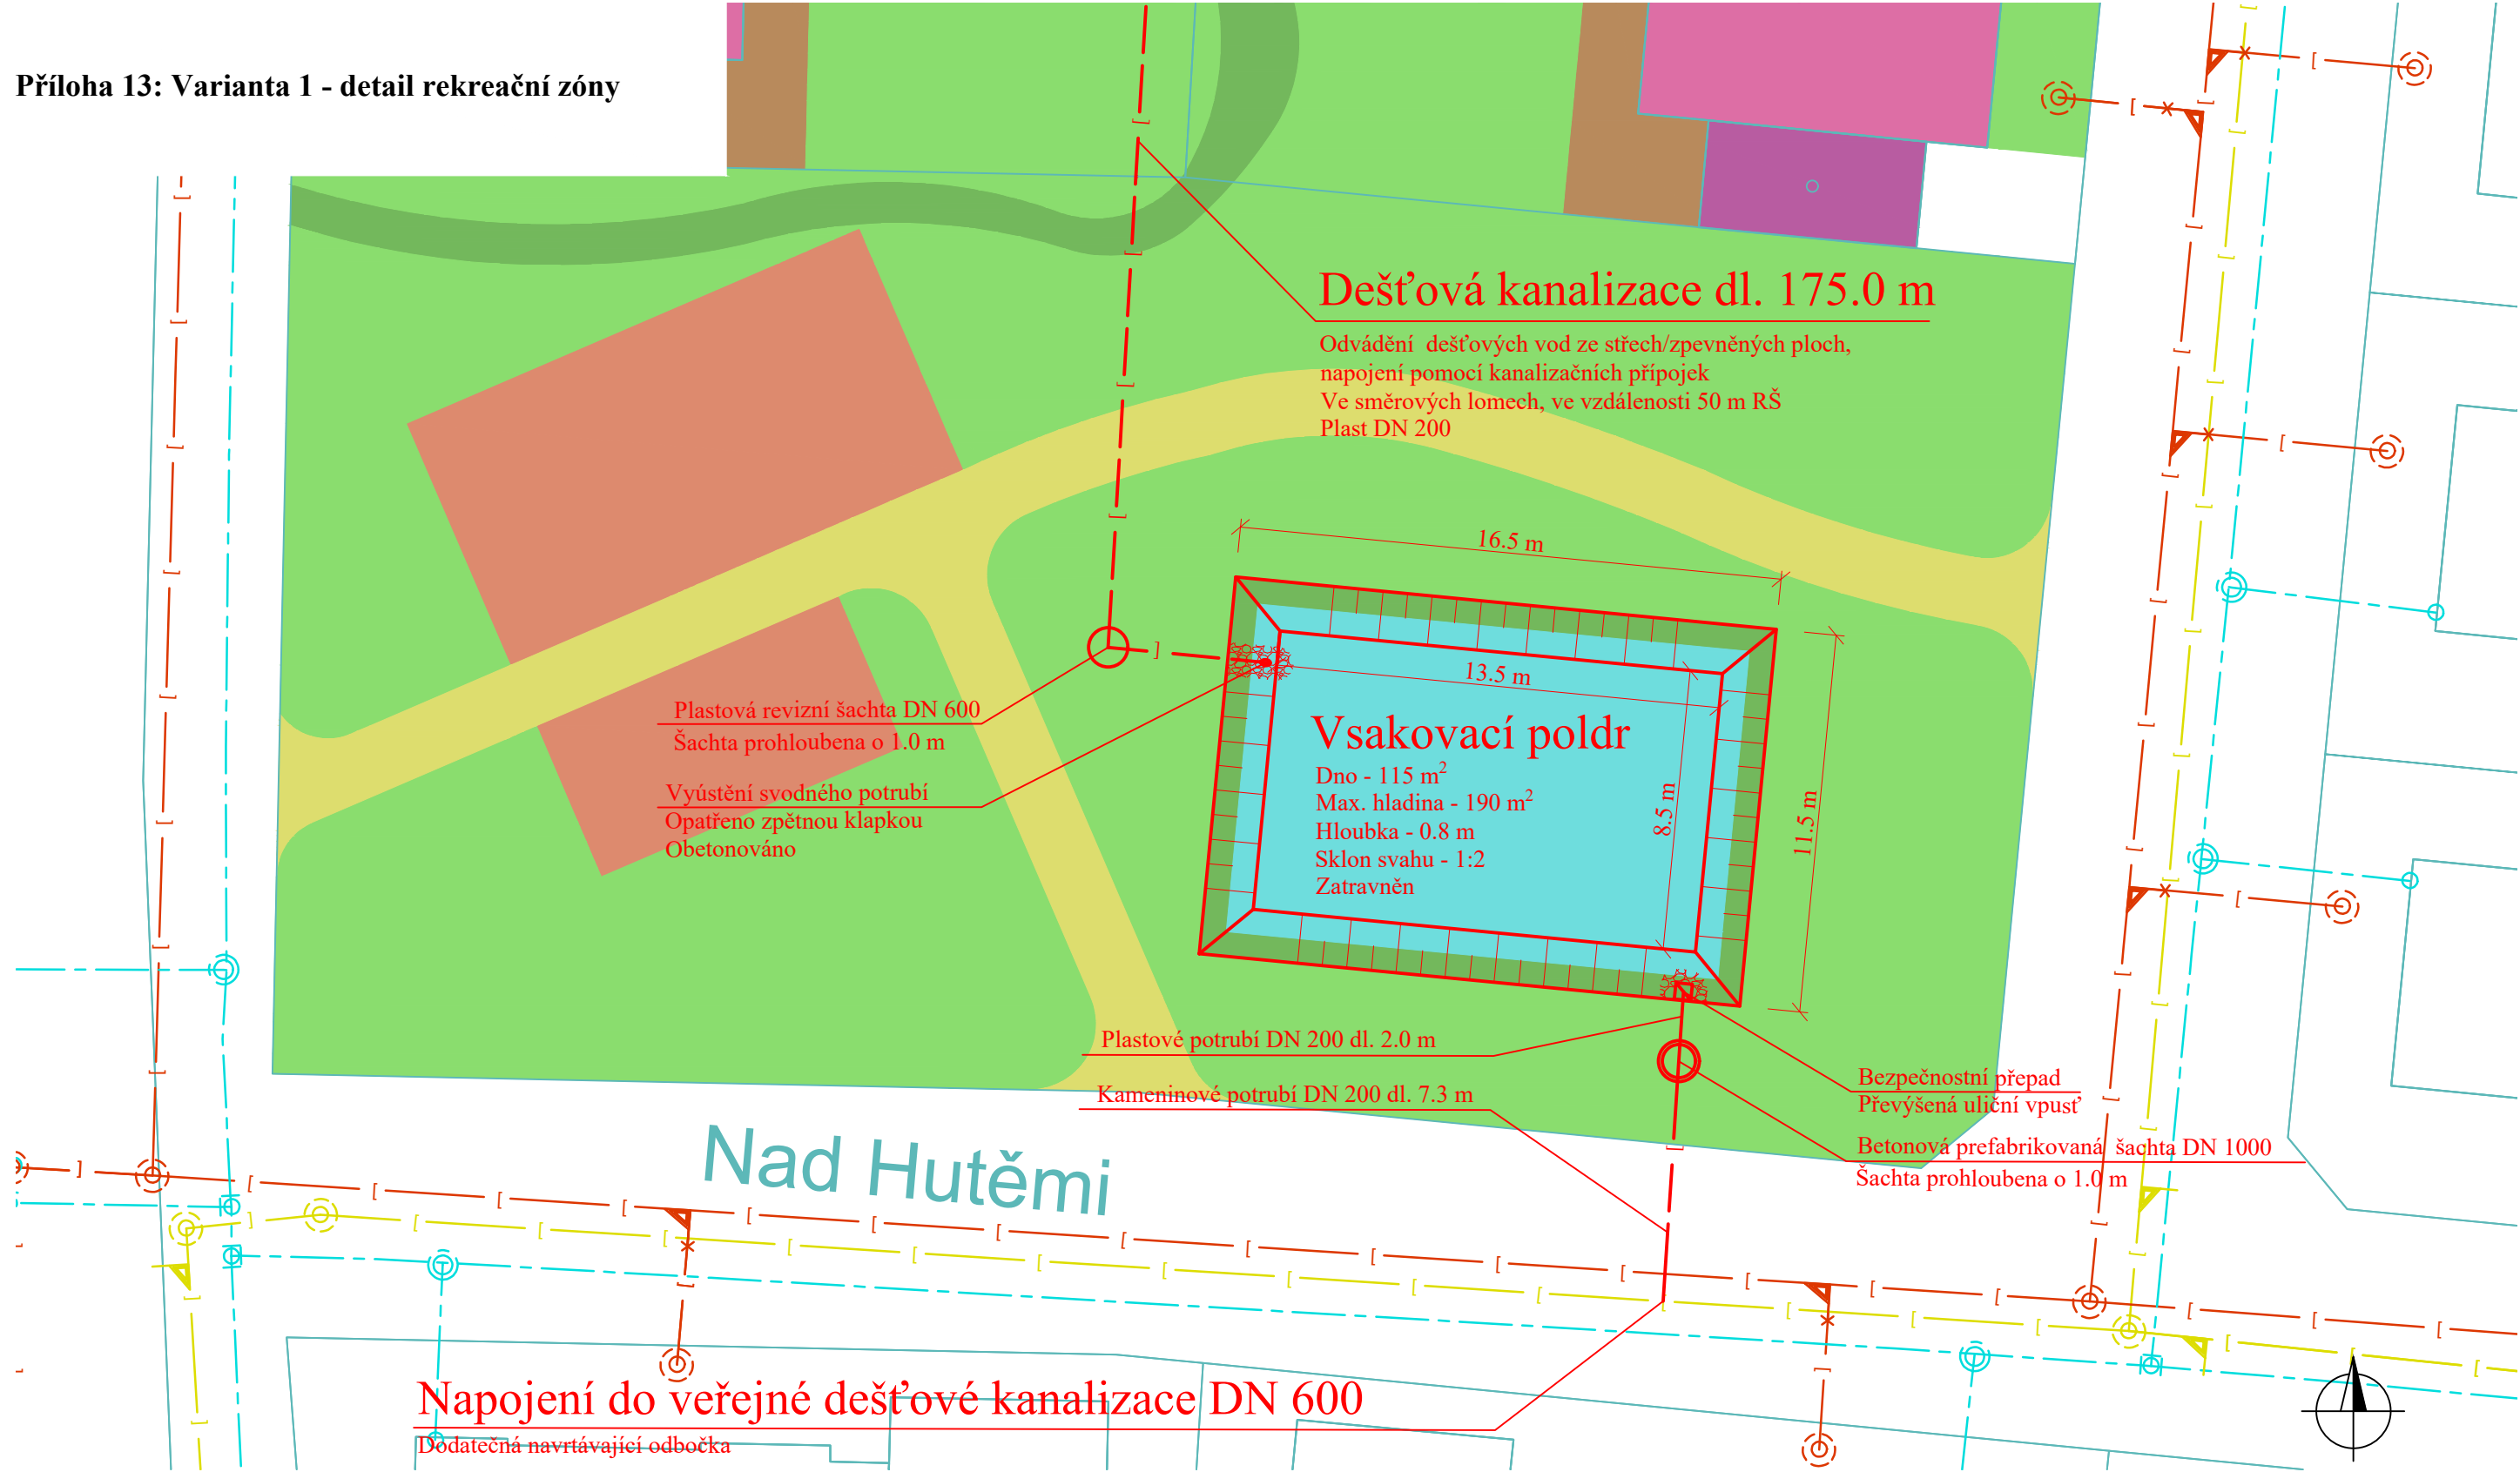 Příloha 13: Varianta 1 - detail rekreační zóny
Dešťová kanalizace dl. 175.0 m
Odvádění dešťových vod ze střech/zpevněných ploch,
napojení pomocí kanalizačních přípojek
Ve směrových lomech, ve vzdálenosti 50 m RŠ
Plast DN 200
16.5 m
13.5 m
Plastová revizní šachta DN 600
Šachta prohloubena o 1.0 m
Vyústění svodného potrubí
Opatřeno zpětnou klapkou
Obetonováno
Vsakovací poldr
Dno - 115 m²
Max. hladina - 190 m²
Hloubka - 0.8 m
Sklon svahu - 1:2
Zatravněn
8.5 m
11.5 m
Plastové potrubí DN 200 dl. 2.0 m
Kameninové potrubí DN 200 dl. 7.3 m
Bezpečnostní přepad
Převýšená uliční vpusť
Betonová prefabrikovaná šachta DN 1000
Šachta prohloubena o 1.0 m
Nad Hutěmi
Napojení do veřejné dešťové kanalizace DN 600
Dodatečná navrtávající odbočka